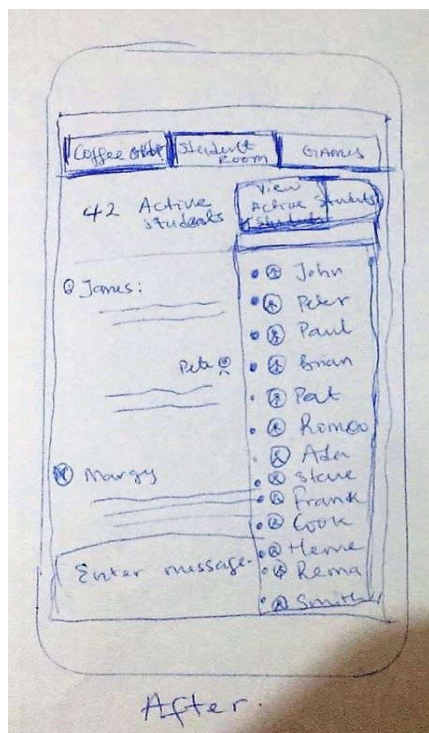 Coffee Shop
Student Room
GAMES
42 Active Students
View Active Students
James:
Pete
Margy
Enter message.
John
Peter
Paul
Brian
Pat
Romeo
Ada
Steve
Frank
Cook
Rema
Smith
After.